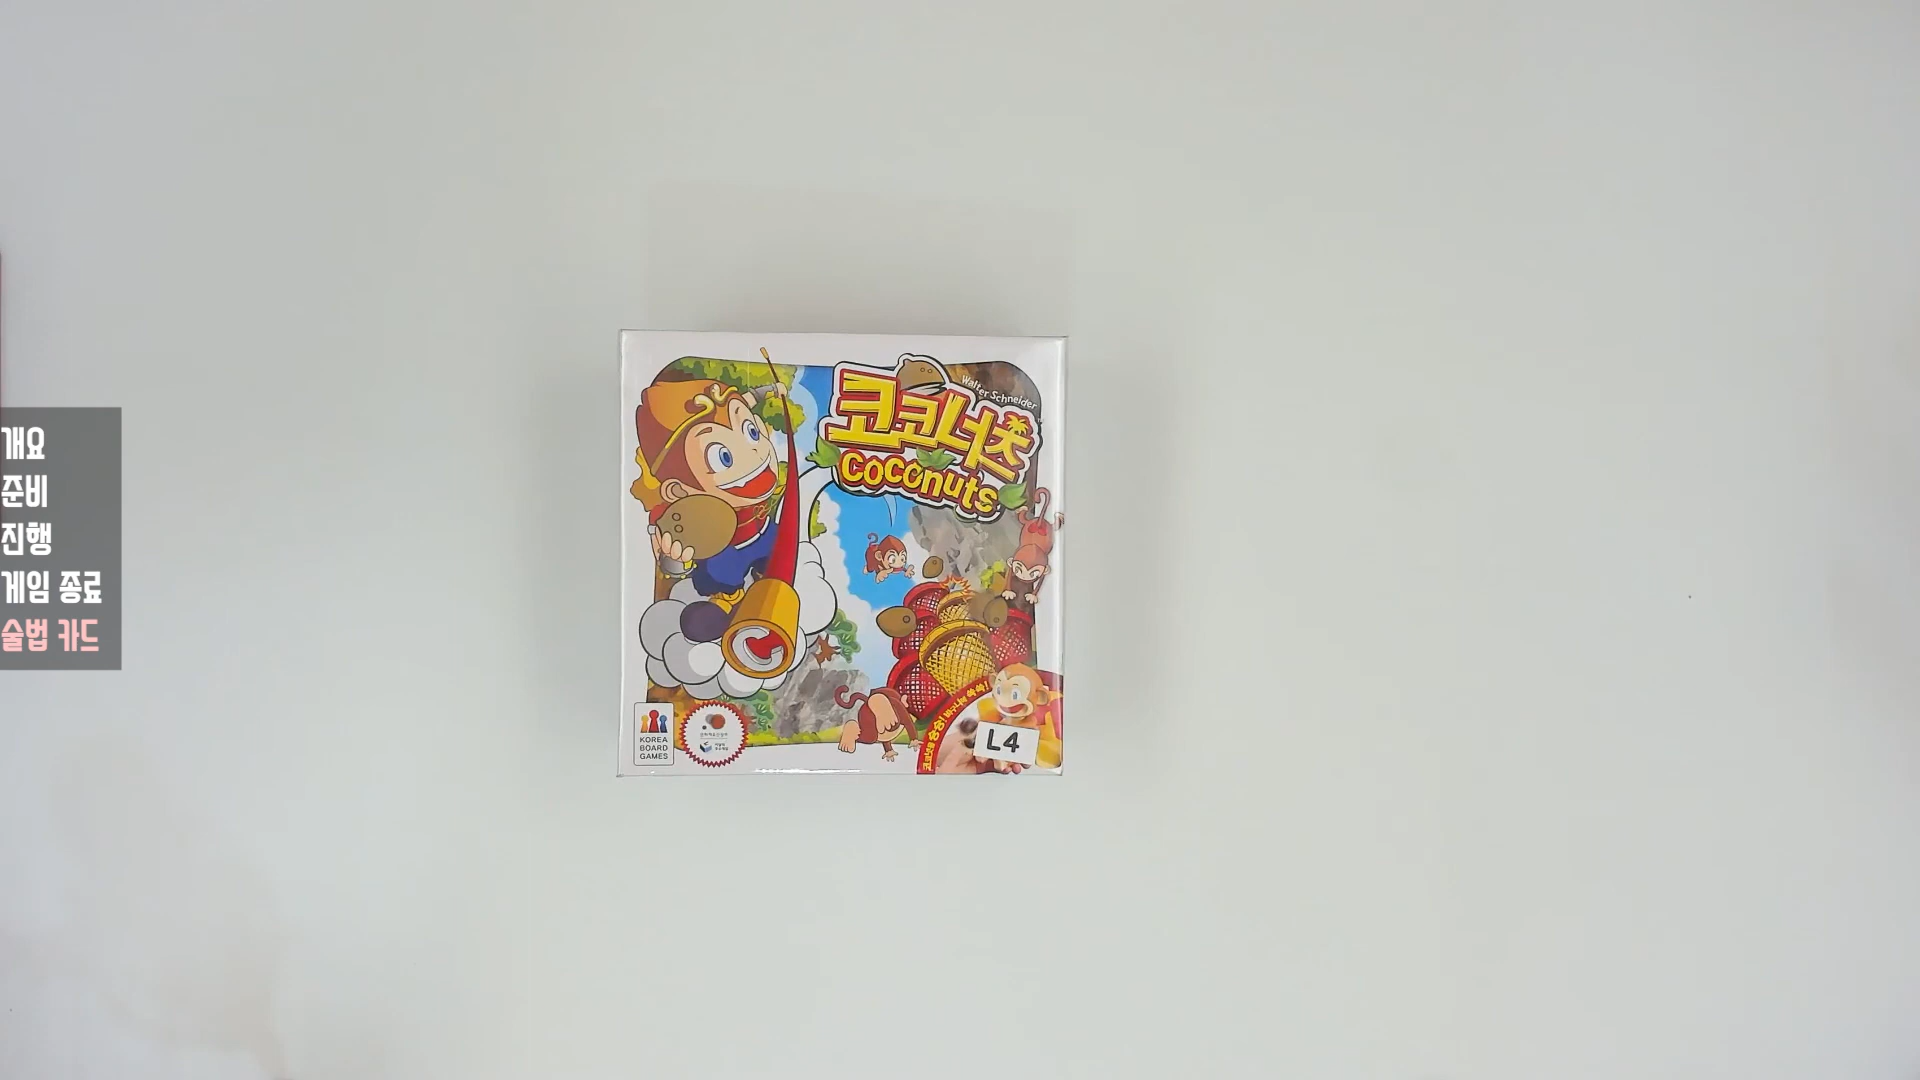 개요
준비
진행
게임 종료
술법 카드
Walter Schneider
코코너츠
coconuts
KOREA
BOARD
GAMES
L4